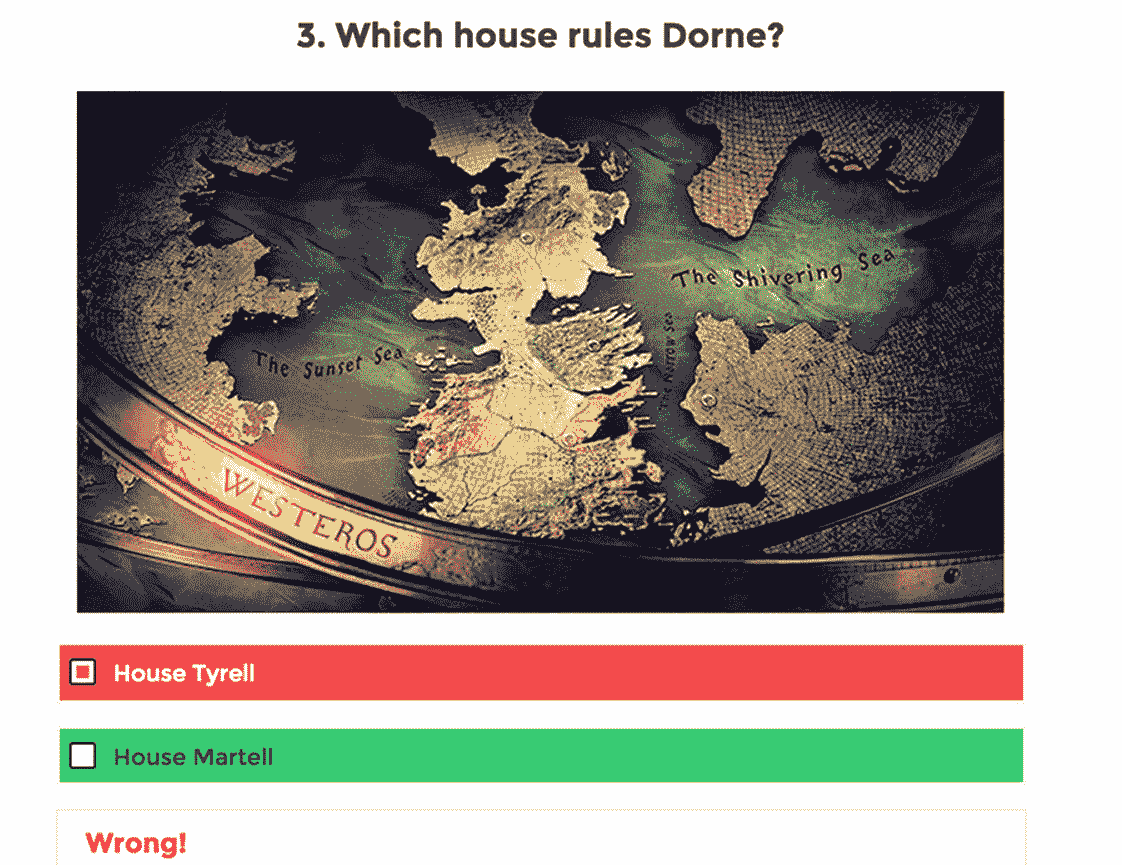 3. Which house rules Dorne?
The Shivering Sea
The Narrow Sea
The Sunset Sea
WESTEROS
House Tyrell
House Martell
Wrong!